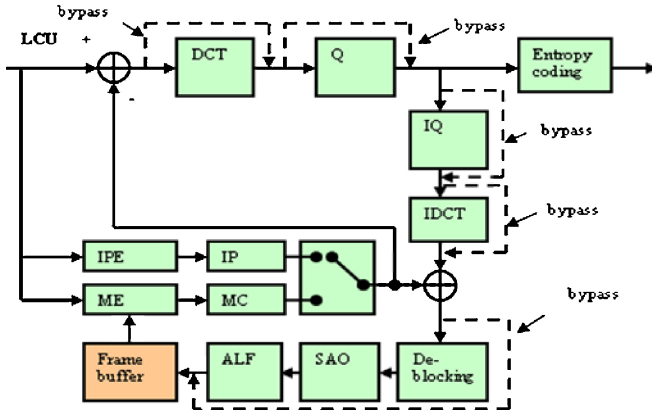 bypass
LCU +
-
DCT
Q
bypass
Entropy
coding
IQ
bypass
IDCT
bypass
IPE
IP
ME
MC
bypass
Frame
buffer
ALF
SAO
De-
blocking